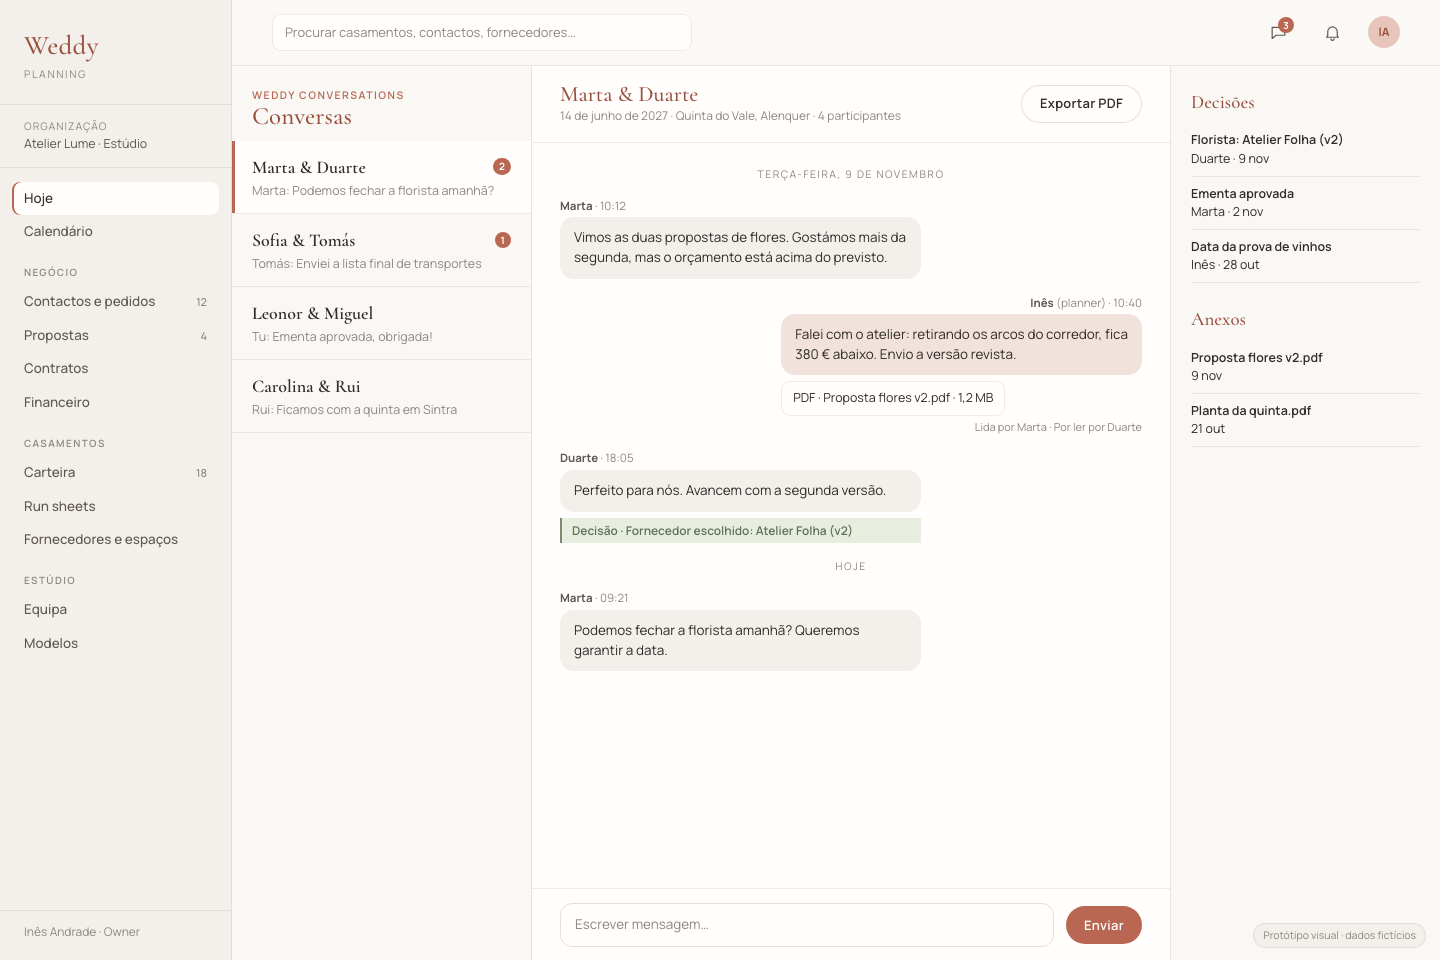 Weddy
PLANNING
ORGANIZAÇÃO
Atelier Lume · Estúdio
Hoje
Calendário
NEGÓCIO
Contactos e pedidos 12
Propostas 4
Contratos
Financeiro
CASAMENTOS
Carteira 18
Run sheets
Fornecedores e espaços
ESTÚDIO
Equipa
Modelos
Inês Andrade · Owner
Procurar casamentos, contactos, fornecedores…
3
IA
WEDDY CONVERSATIONS
Conversas
Marta & Duarte 2
Marta: Podemos fechar a florista amanhã?
Sofia & Tomás 1
Tomás: Enviei a lista final de transportes
Leonor & Miguel
Tu: Ementa aprovada, obrigada!
Carolina & Rui
Rui: Ficamos com a quinta em Sintra
Marta & Duarte
14 de junho de 2027 · Quinta do Vale, Alenquer · 4 participantes
Exportar PDF
TERÇA-FEIRA, 9 DE NOVEMBRO
Marta · 10:12
Vimos as duas propostas de flores. Gostámos mais da
segunda, mas o orçamento está acima do previsto.
Inês (planner) · 10:40
Falei com o atelier: retirando os arcos do corredor, fica
380 € abaixo. Envio a versão revista.
PDF · Proposta flores v2.pdf · 1,2 MB
Lida por Marta · Por ler por Duarte
Duarte · 18:05
Perfeito para nós. Avancem com a segunda versão.
Decisão · Fornecedor escolhido: Atelier Folha (v2)
HOJE
Marta · 09:21
Podemos fechar a florista amanhã? Queremos
garantir a data.
Escrever mensagem…
Enviar
Decisões
Florista: Atelier Folha (v2)
Duarte · 9 nov
Ementa aprovada
Marta · 2 nov
Data da prova de vinhos
Inês · 28 out
Anexos
Proposta flores v2.pdf
9 nov
Planta da quinta.pdf
21 out
Protótipo visual · dados fictícios